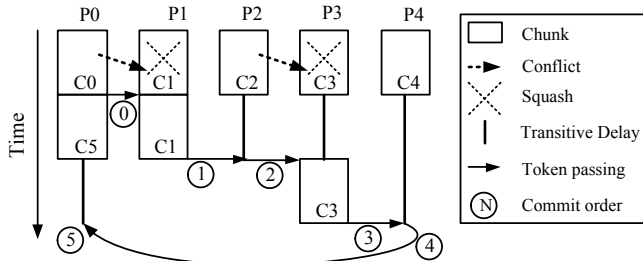 P0 P1 P2 P3 P4
C0 C1 C2 C3 C4
0
C5 C1
1 2
C3
5 3 4
Time
Chunk
Conflict
Squash
Transitive Delay
Token passing
N Commit order